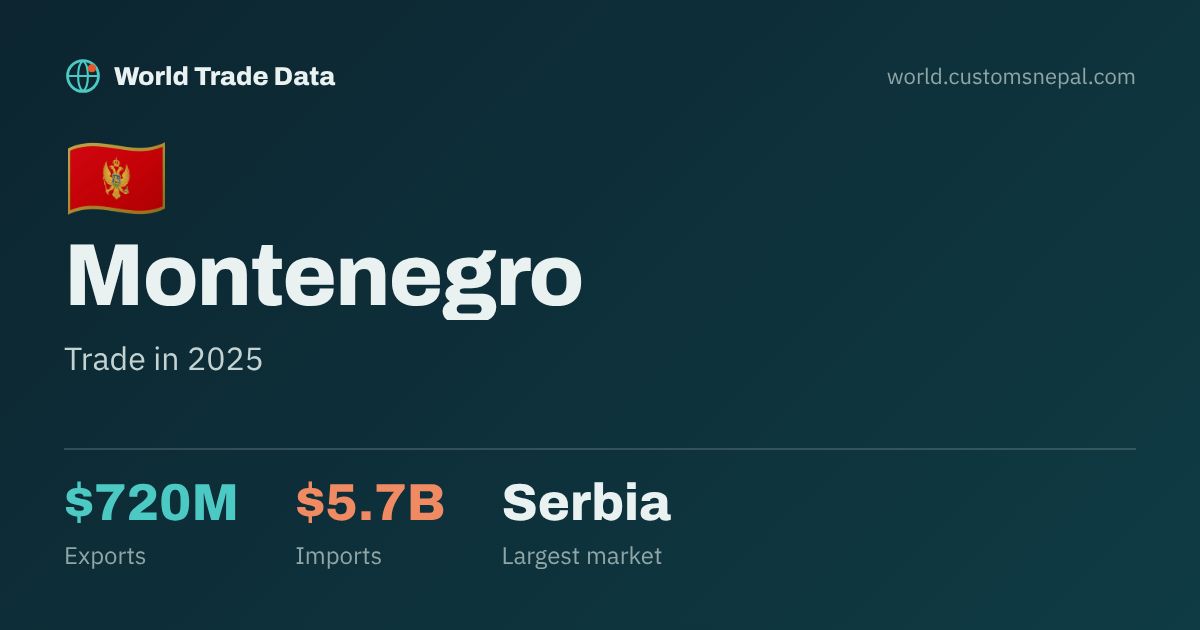 World Trade Data
world.customsnepal.com
Montenegro
Trade in 2025
$720M
Exports
$5.7B
Imports
Serbia
Largest market